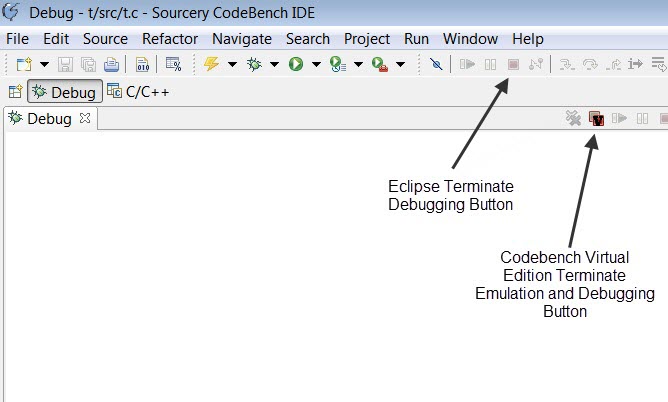 Debug - t/src/t.c - Sourcery CodeBench IDE
File Edit Source Refactor Navigate Search Project Run Window Help
010
Debug C/C++
Debug
V
Eclipse Terminate
Debugging Button
Codebench Virtual
Edition Terminate
Emulation and Debugging
Button